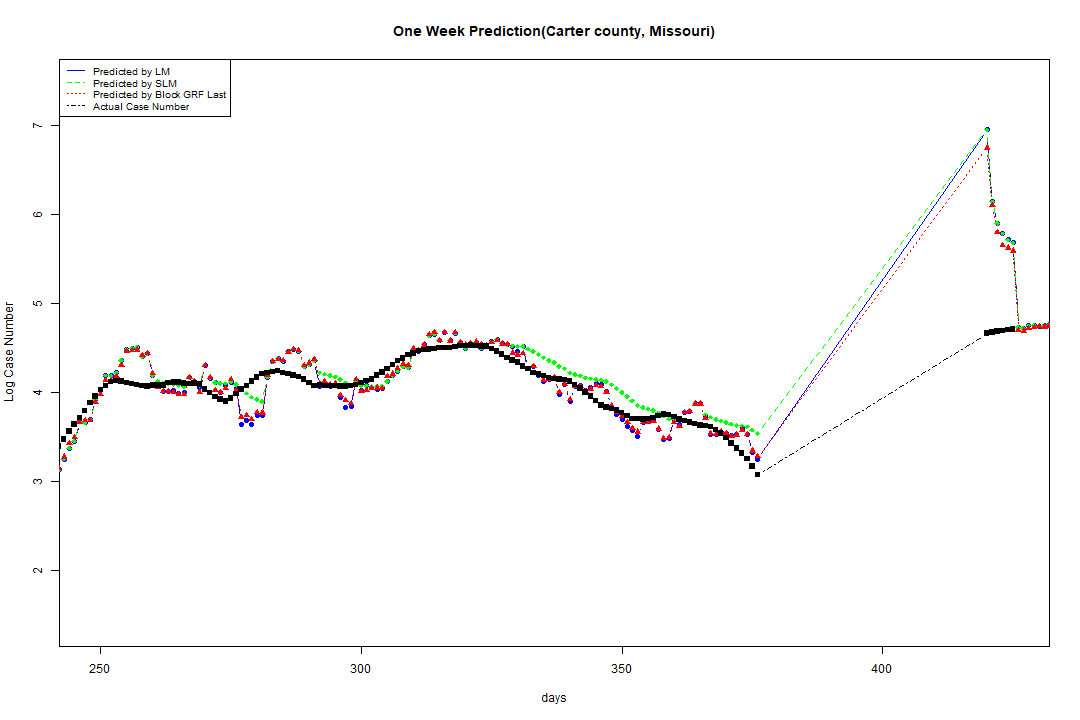 One Week Prediction(Carter county, Missouri)
Predicted by LM
Predicted by SLM
Predicted by Block GRF Last
Actual Case Number
Log Case Number
7
6
5
4
3
2
250 300 350 400
days